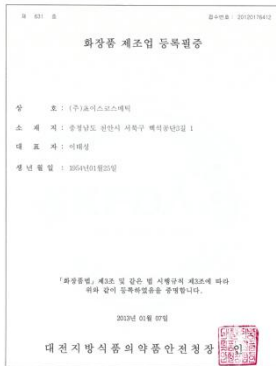 제 631 호
접수번호 : 20120176412
화장품 제조업 등록필증
상 호 : (주)쵸이스코스메틱
소 재 지 : 충청남도 천안시 서북구 백석공단2길 1
대 표 자 : 이태성
생 년 월 일 : 1954년01월25일
「화장품법」 제3조 및 같은 법 시행규칙 제3조에 따라
위와 같이 등록하였음을 증명합니다.
2013년 01월 07일
대전지방식품의약품안전청장 인